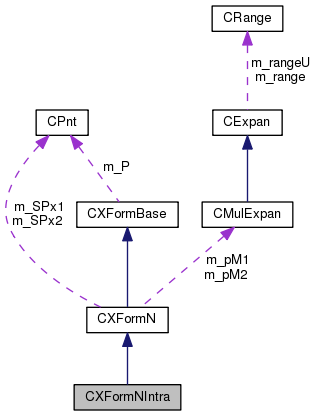 CRange
m_rangeU
m_range
CPnt
CExpan
m_P
m_SPx1
m_SPx2
CXFormBase
CMulExpan
m_pM1
m_pM2
CXFormN
CXFormNIntra